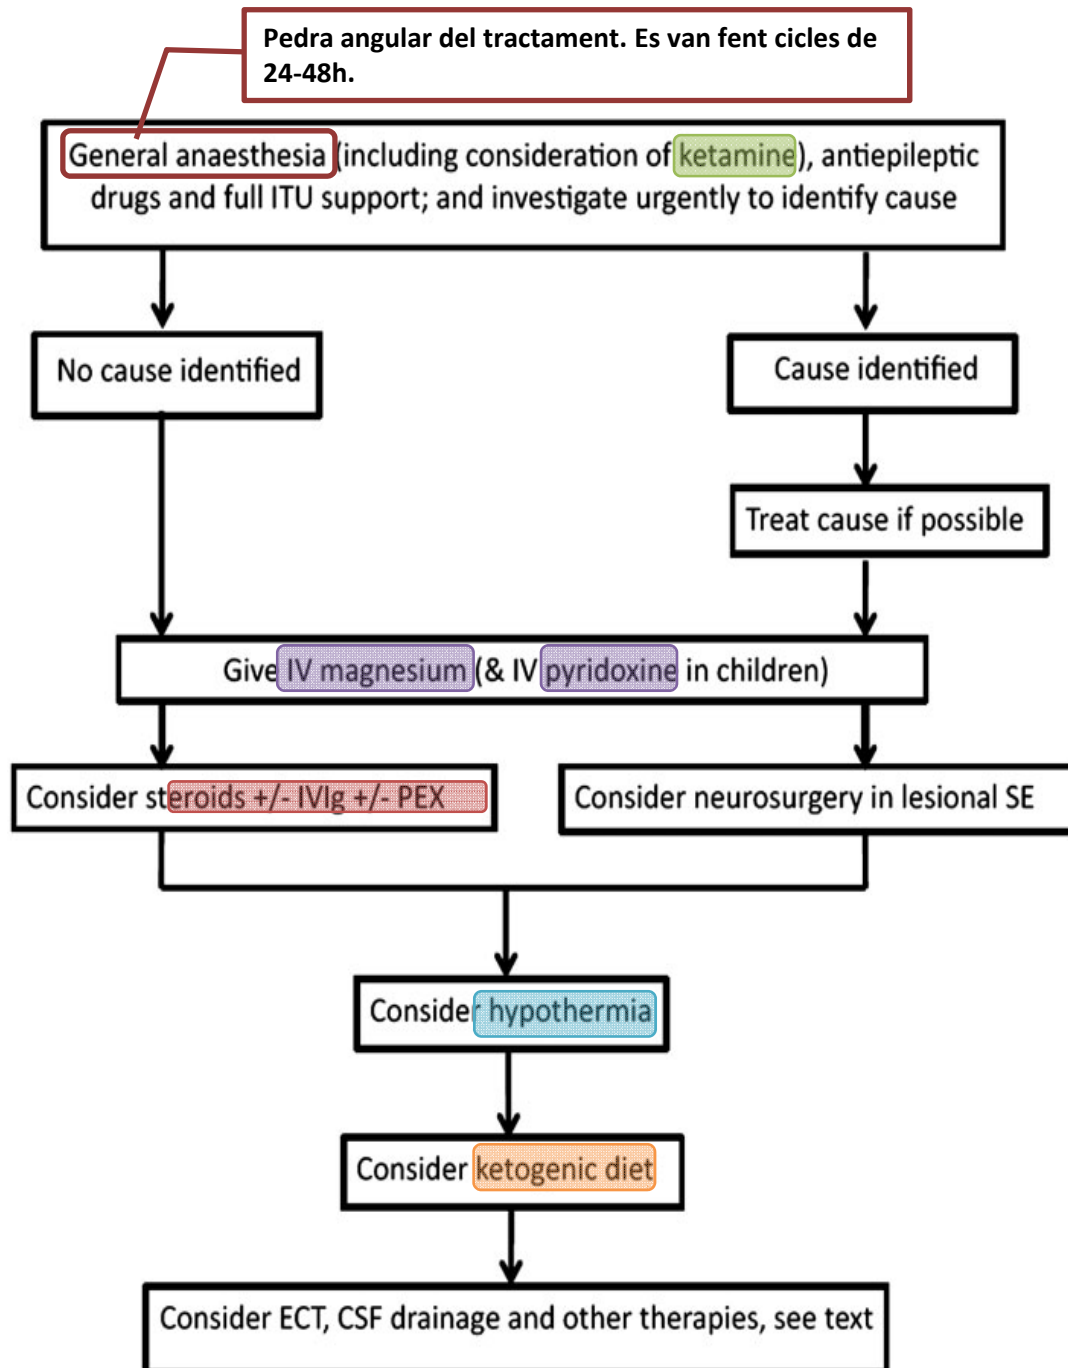 Pedra angular del tractament. Es van fent cicles de
24-48h.
General anaesthesia (including consideration of ketamine), antiepileptic
drugs and full ITU support; and investigate urgently to identify cause
No cause identified
Cause identified
Treat cause if possible
Give IV magnesium (& IV pyridoxine in children)
Consider steroids +/- IVIg +/- PEX
Consider neurosurgery in lesional SE
Consider hypothermia
Consider ketogenic diet
Consider ECT, CSF drainage and other therapies, see text